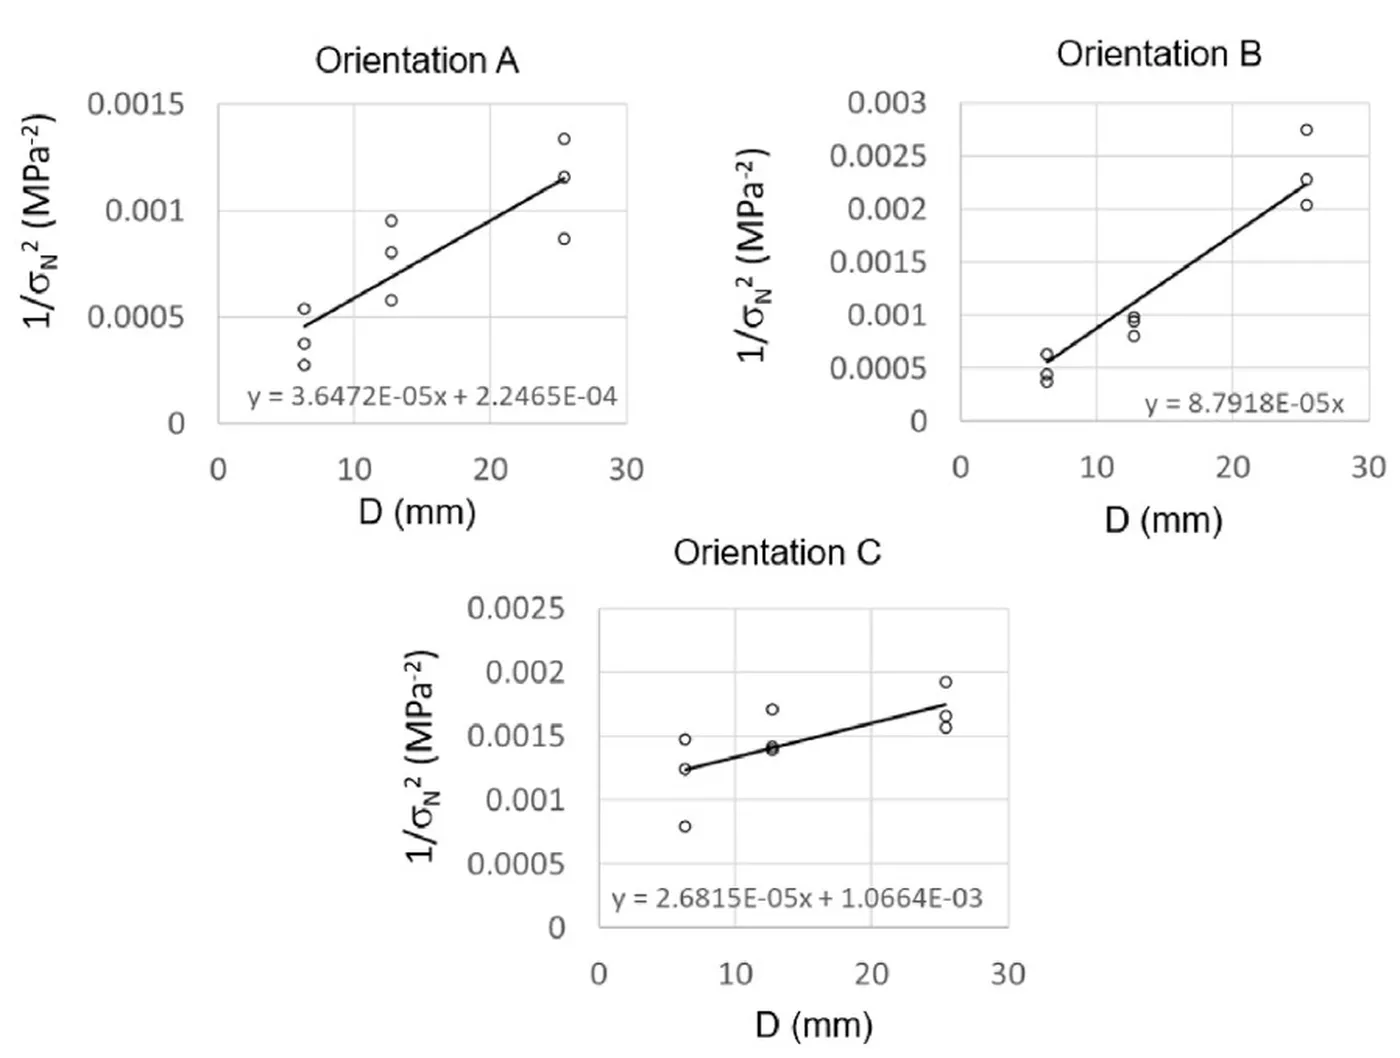 Orientation A
0.0015
0.001
0.0005
0
1/σN² (MPa⁻²)
y = 3.6472E-05x + 2.2465E-04
0 10 20 30
D (mm)
Orientation B
0.003
0.0025
0.002
0.0015
0.001
0.0005
0
1/σN² (MPa⁻²)
y = 8.7918E-05x
0 10 20 30
D (mm)
Orientation C
0.0025
0.002
0.0015
0.001
0.0005
0
1/σN² (MPa⁻²)
y = 2.6815E-05x + 1.0664E-03
0 10 20 30
D (mm)